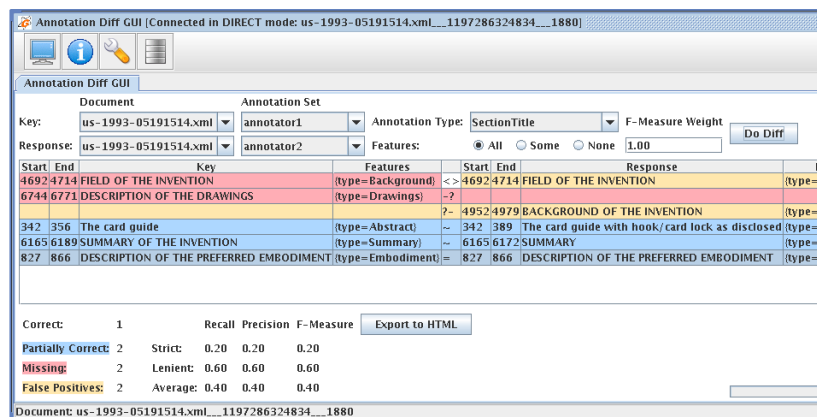 Annotation Diff GUI [Connected in DIRECT mode: us-1993-05191514.xml___1197286324834___1880]
Annotation Diff GUI
Document Annotation Set
Key: us-1993-05191514.xml annotator1 Annotation Type: SectionTitle F-Measure Weight
Do Diff
Response: us-1993-05191514.xml annotator2 Features: All Some None 1.00
Start End Key Features Start End Response
4692 4714 FIELD OF THE INVENTION {type=Background} <> 4692 4714 FIELD OF THE INVENTION {type=
6744 6771 DESCRIPTION OF THE DRAWINGS {type=Drawings} -?
?- 4952 4979 BACKGROUND OF THE INVENTION {type=
342 356 The card guide {type=Abstract} ~ 342 389 The card guide with hook/card lock as disclosed {type=
6165 6189 SUMMARY OF THE INVENTION {type=Summary} ~ 6165 6172 SUMMARY {type=
827 866 DESCRIPTION OF THE PREFERRED EMBODIMENT {type=Embodiment} = 827 866 DESCRIPTION OF THE PREFERRED EMBODIMENT {type=
Correct: 1 Recall Precision F-Measure Export to HTML
Partially Correct: 2 Strict: 0.20 0.20 0.20
Missing: 2 Lenient: 0.60 0.60 0.60
False Positives: 2 Average: 0.40 0.40 0.40
Document: us-1993-05191514.xml___1197286324834___1880